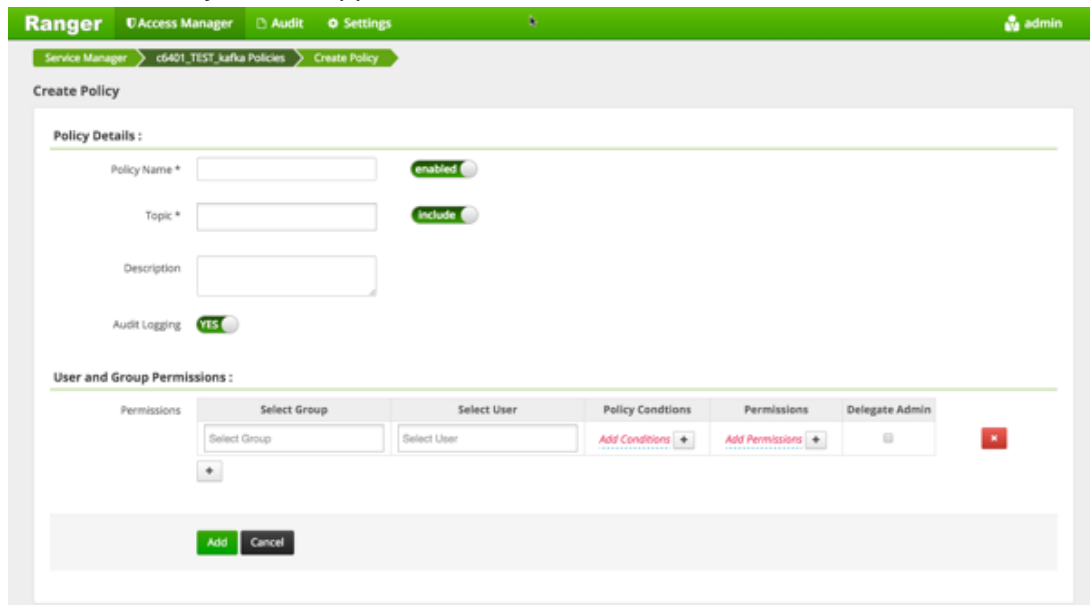 Ranger Access Manager Audit Settings admin
Service Manager c6401_TEST_kafka Policies Create Policy
Create Policy
Policy Details :
Policy Name * enabled
Topic * include
Description
Audit Logging YES
User and Group Permissions :
Permissions Select Group Select User Policy Condtions Permissions Delegate Admin
Select Group Select User Add Conditions + Add Permissions + ×
+
Add Cancel